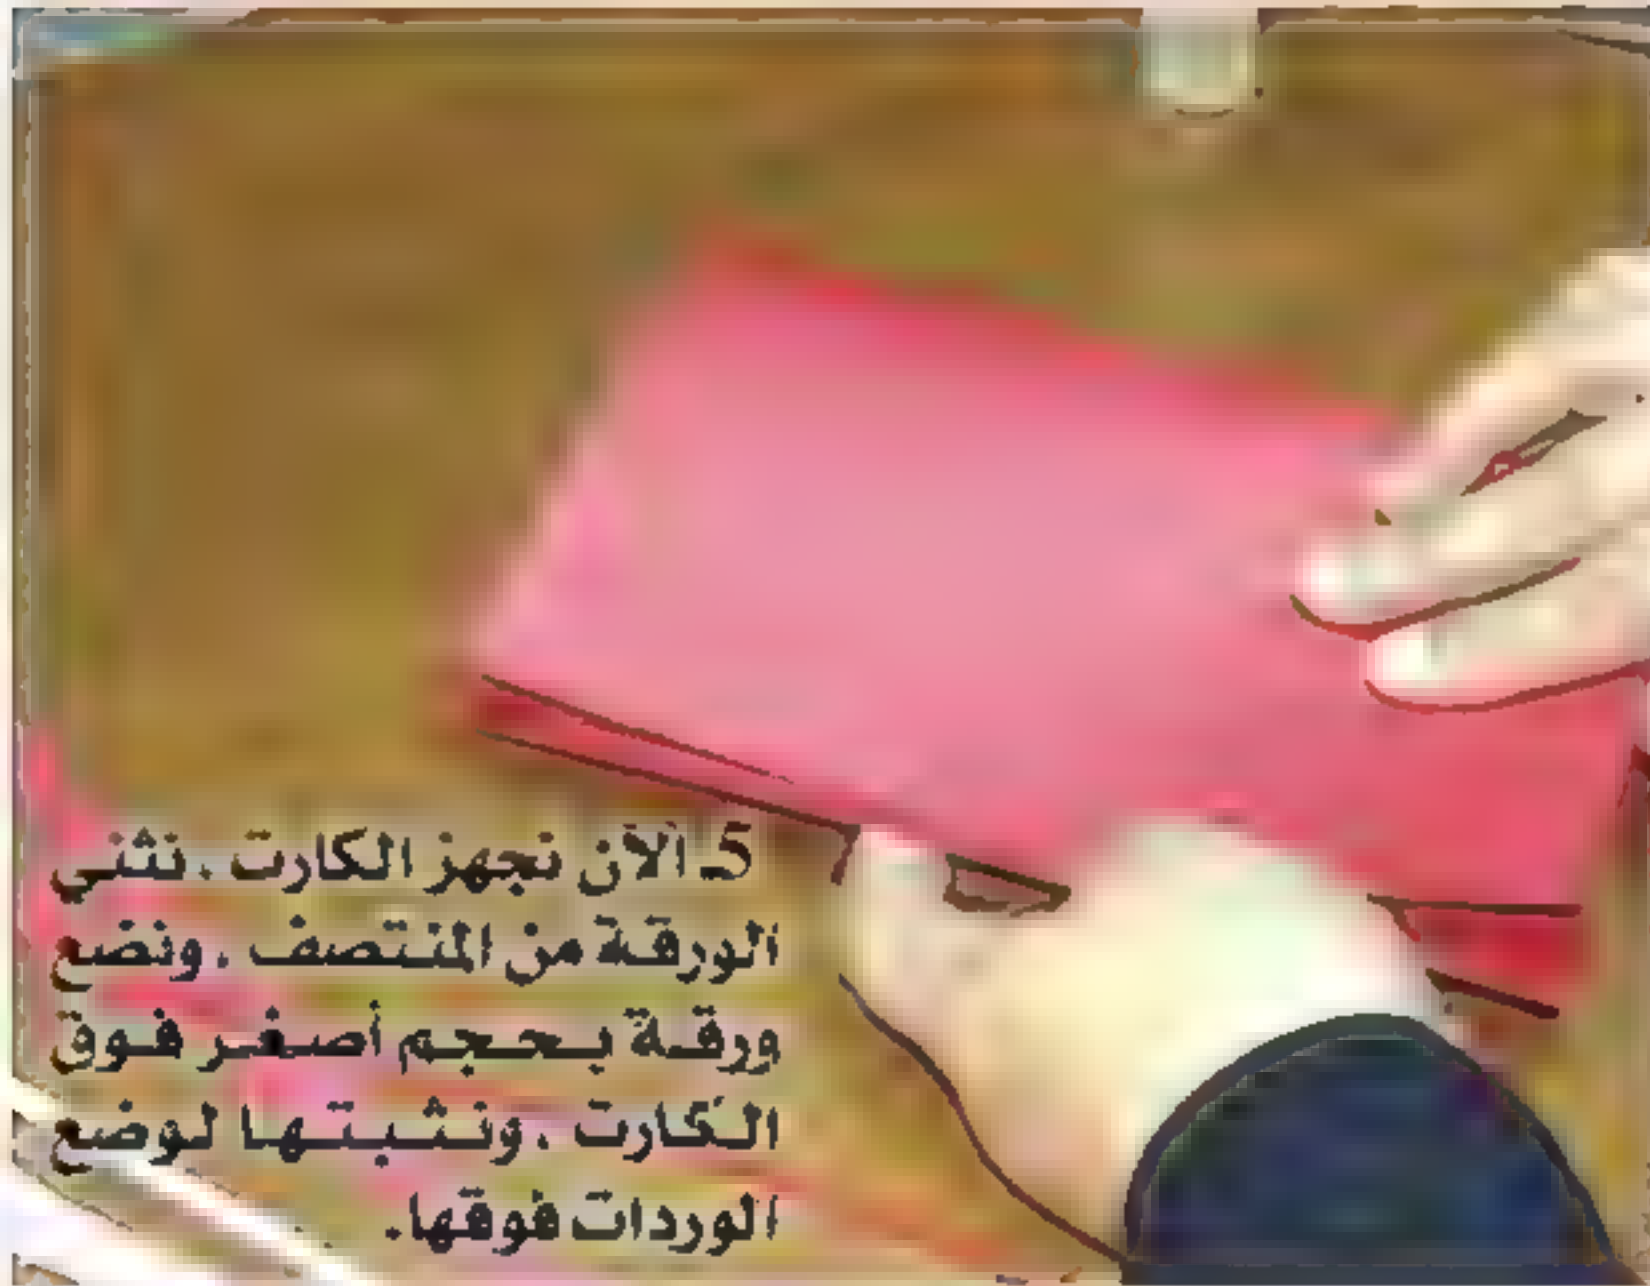 5ـ الآن نجهز الكارت ، نثني
الورقة من المنتصف ، ونضع
ورقة بحجم أصغر فوق
الكارت ، ونثبتها لوضع
الوردات فوقها.